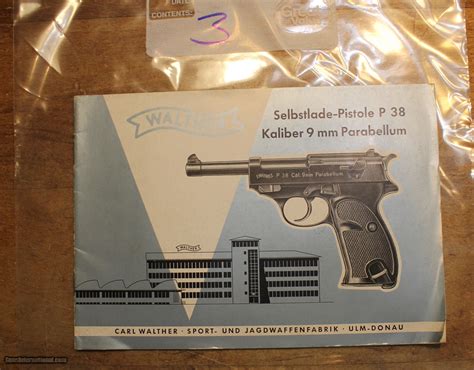 DATE
CONTENTS:
3
WALTHER
Selbstlade-Pistole P 38
Kaliber 9 mm Parabellum
P 38 Cal. 9mm Parabellum
WALTHER
CARL WALTHER · SPORT- UND JAGDWAFFENFABRIK · ULM-DONAU